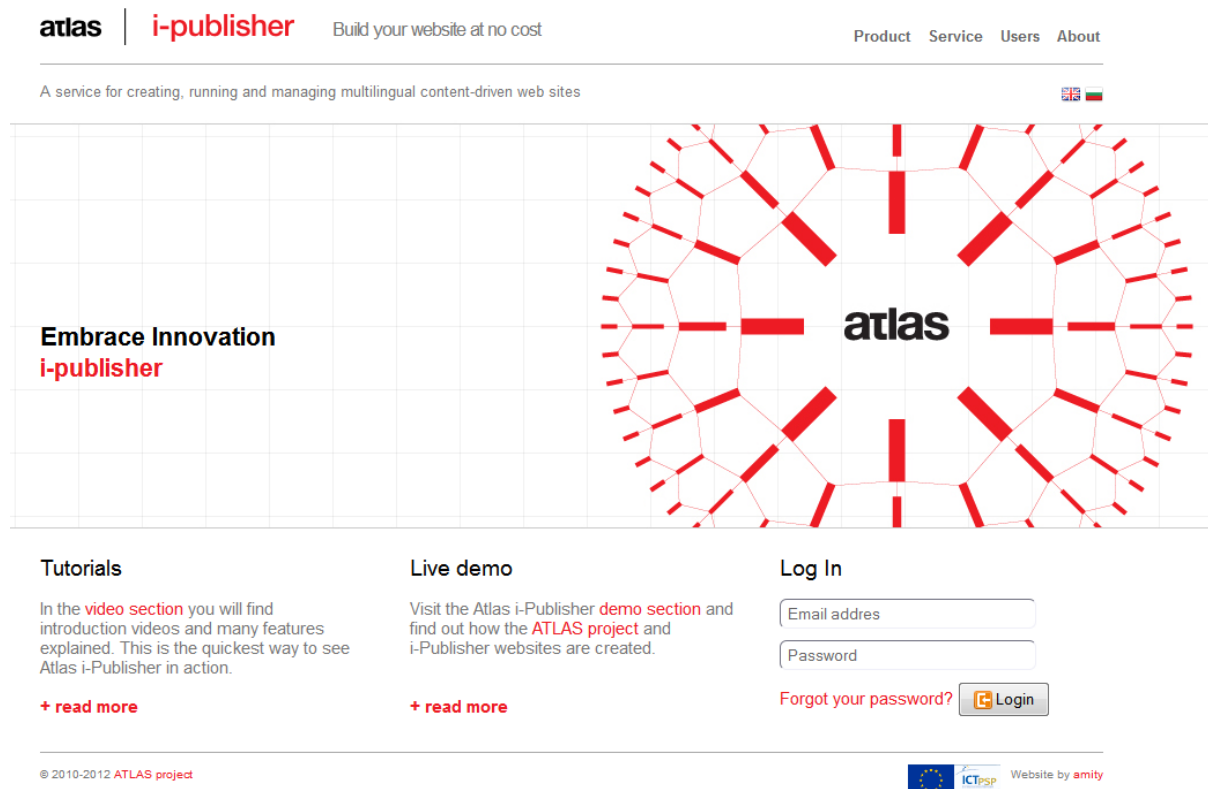 atlas i-publisher Build your website at no cost
Product Service Users About
A service for creating, running and managing multilingual content-driven web sites
atlas
Embrace Innovation
i-publisher
Tutorials
In the video section you will find
introduction videos and many features
explained. This is the quickest way to see
Atlas i-Publisher in action.
+ read more
Live demo
Visit the Atlas i-Publisher demo section and
find out how the ATLAS project and
i-Publisher websites are created.
+ read more
Log In
Email addres
Password
Forgot your password? Login
© 2010-2012 ATLAS project
ICT PSP
Website by amity